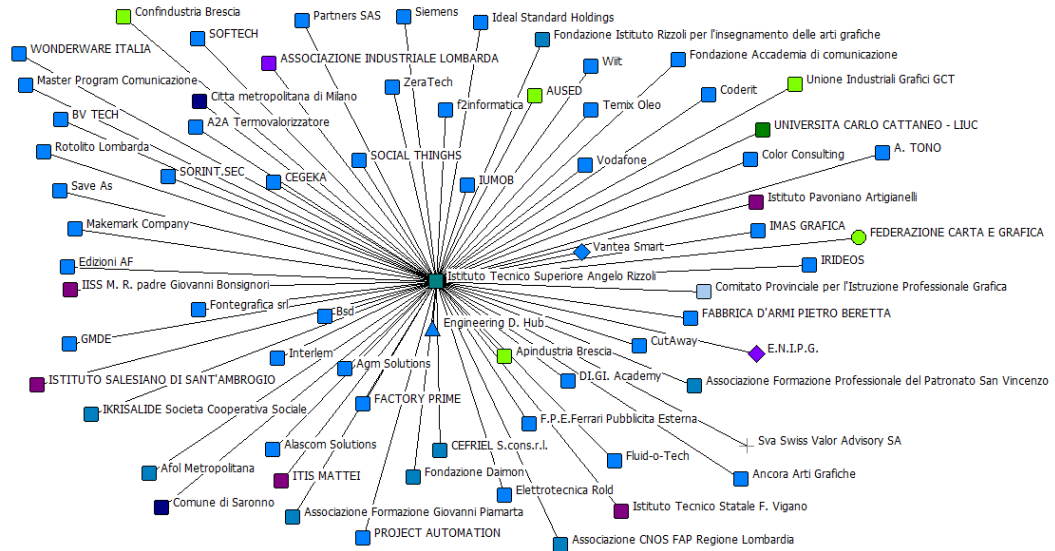 Confindustria Brescia
Partners SAS
Siemens
Ideal Standard Holdings
SOFTECH
Fondazione Istituto Rizzoli per l'insegnamento delle arti grafiche
WONDERWARE ITALIA
ASSOCIAZIONE INDUSTRIALE LOMBARDA
Wiit
Fondazione Accademia di comunicazione
Master Program Comunicazione
ZeraTech
AUSED
Unione Industriali Grafici GCT
Citta metropolitana di Milano
f2informatica
Temix Oleo
Coderit
BV TECH
A2A Termovalorizzatore
UNIVERSITA CARLO CATTANEO - LIUC
Rotolito Lombarda
SOCIAL THINGHS
Vodafone
Color Consulting
A. TONO
SORINT.SEC
CEGEKA
IUMOB
Save As
Istituto Pavoniano Artigianelli
Makemark Company
IMAS GRAFICA
FEDERAZIONE CARTA E GRAFICA
Vantea Smart
Edizioni AF
IRIDEOS
Istituto Tecnico Superiore Angelo Rizzoli
IISS M. R. padre Giovanni Bonsignori
Comitato Provinciale per l'Istruzione Professionale Grafica
Fontegrafica srl
Bsd
FABBRICA D'ARMI PIETRO BERETTA
Engineering D. Hub
GMDE
CutAway
E.N.I.P.G.
Interlem
Apindustria Brescia
Agm Solutions
ISTITUTO SALESIANO DI SANT'AMBROGIO
DI.GI. Academy
Associazione Formazione Professionale del Patronato San Vincenzo
FACTORY PRIME
IKRISALIDE Societa Cooperativa Sociale
F.P.E.Ferrari Pubblicita Esterna
Alascom Solutions
CEFRIEL S.cons.r.l.
Sva Swiss Valor Advisory SA
Fluid-o-Tech
Afol Metropolitana
ITIS MATTEI
Fondazione Daimon
Ancora Arti Grafiche
Elettrotecnica Rold
Comune di Saronno
Istituto Tecnico Statale F. Vigano
Associazione Formazione Giovanni Piamarta
PROJECT AUTOMATION
Associazione CNOS FAP Regione Lombardia